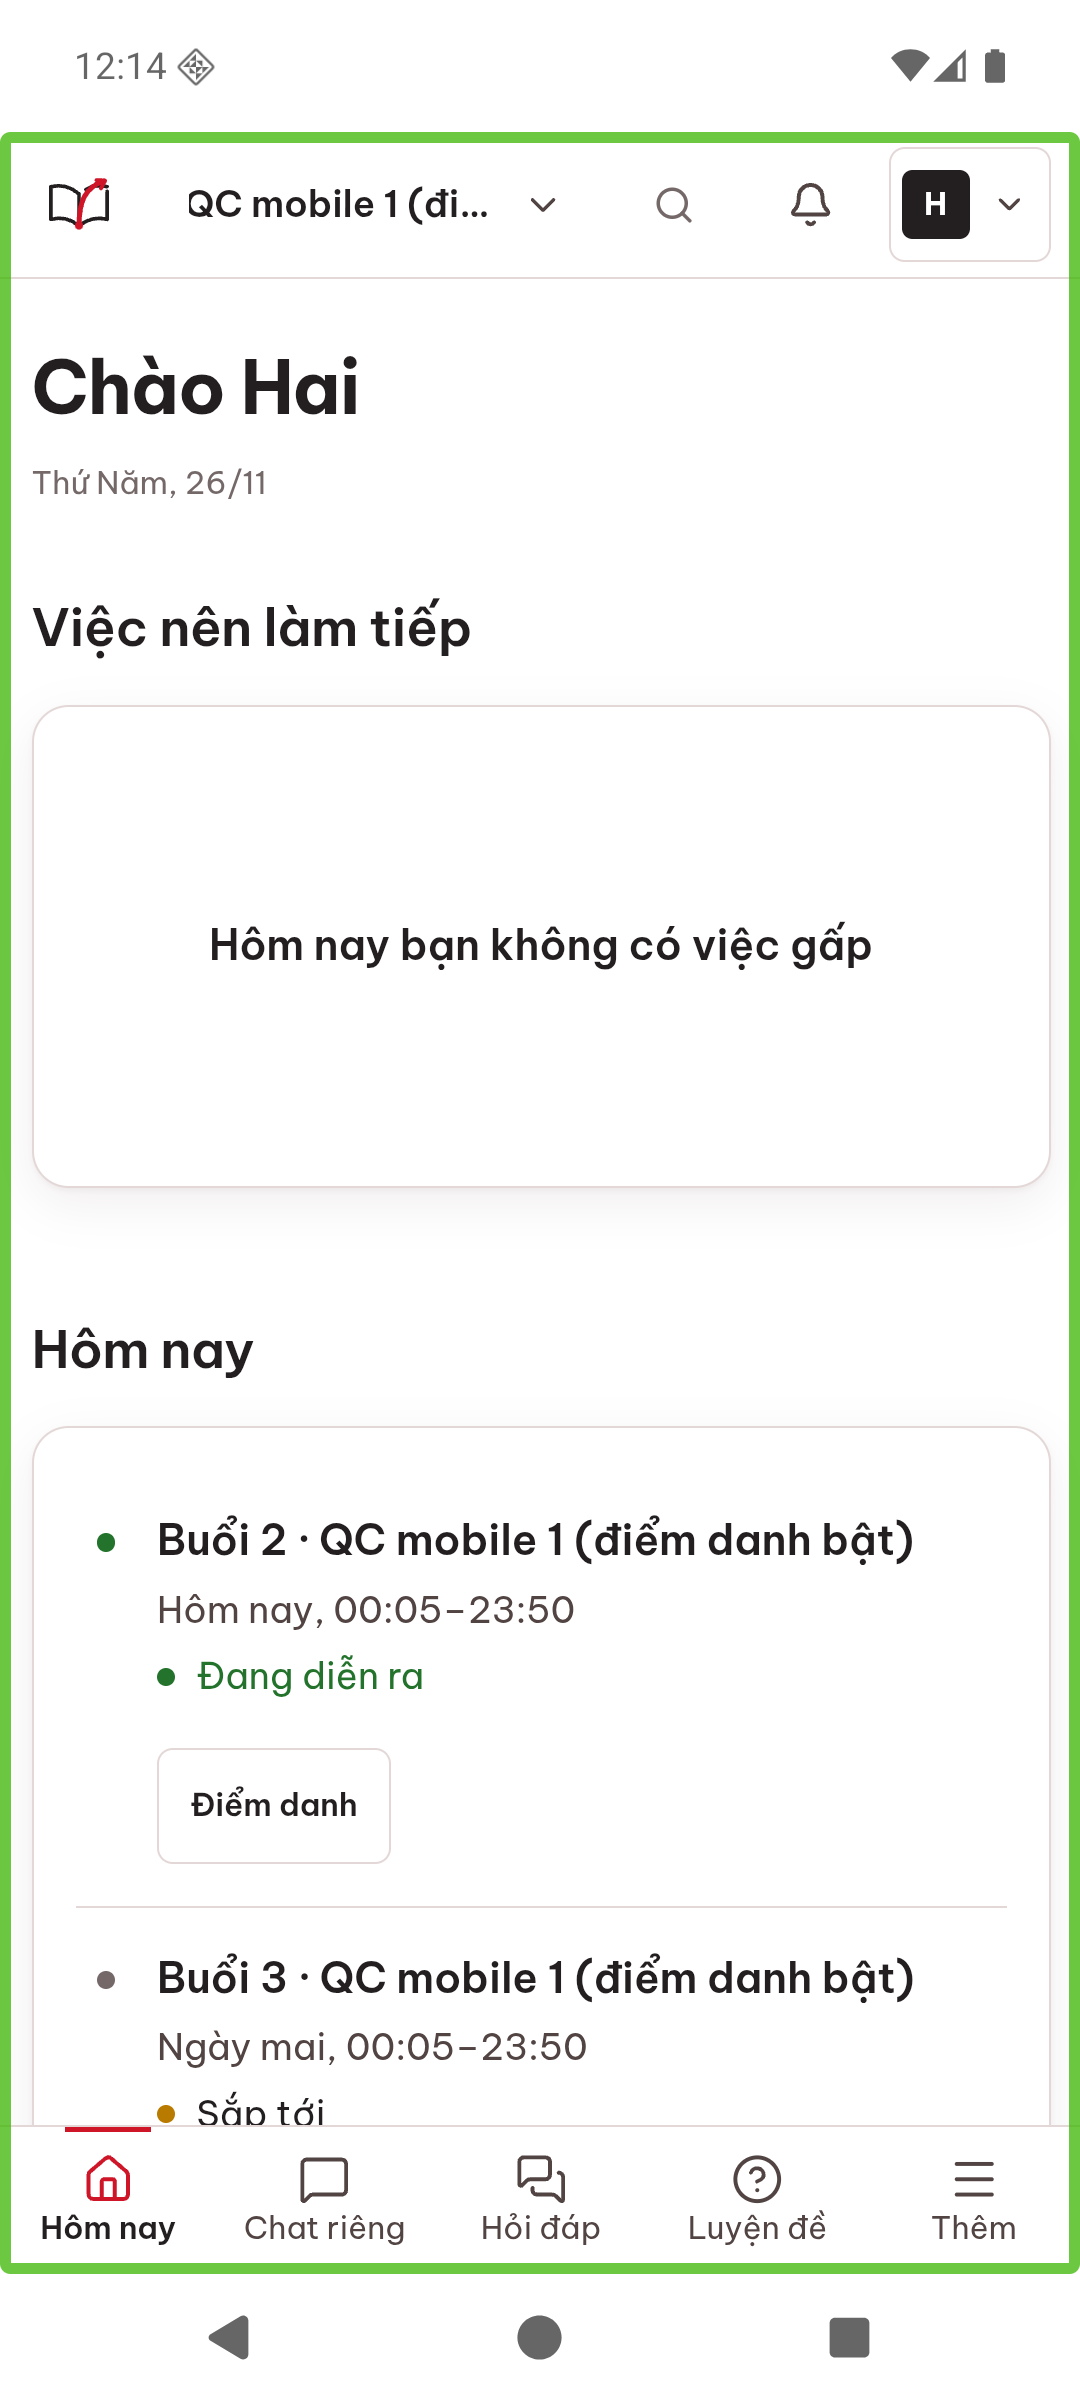 12:14
QC mobile 1 (đi...
H
Chào Hai
Thứ Năm, 26/11
Việc nên làm tiếp
Hôm nay bạn không có việc gấp
Hôm nay
Buổi 2 · QC mobile 1 (điểm danh bật)
Hôm nay, 00:05–23:50
Đang diễn ra
Điểm danh
Buổi 3 · QC mobile 1 (điểm danh bật)
Ngày mai, 00:05–23:50
Sắp tới
Hôm nay
Chat riêng
Hỏi đáp
Luyện đề
Thêm